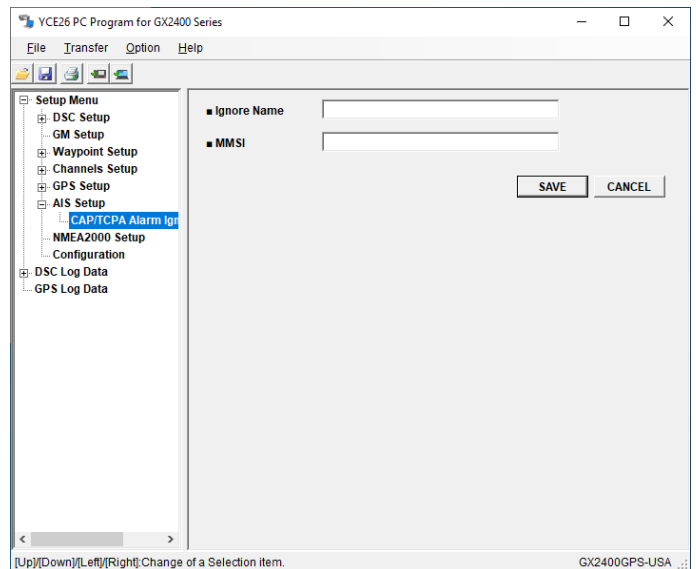 YCE26 PC Program for GX2400 Series
File Transfer Option Help
Setup Menu
DSC Setup
GM Setup
Waypoint Setup
Channels Setup
GPS Setup
AIS Setup
CAP/TCPA Alarm Ign
NMEA2000 Setup
Configuration
DSC Log Data
GPS Log Data
Ignore Name
MMSI
SAVE CANCEL
[Up]/[Down]/[Left]/[Right]:Change of a Selection item. GX2400GPS-USA